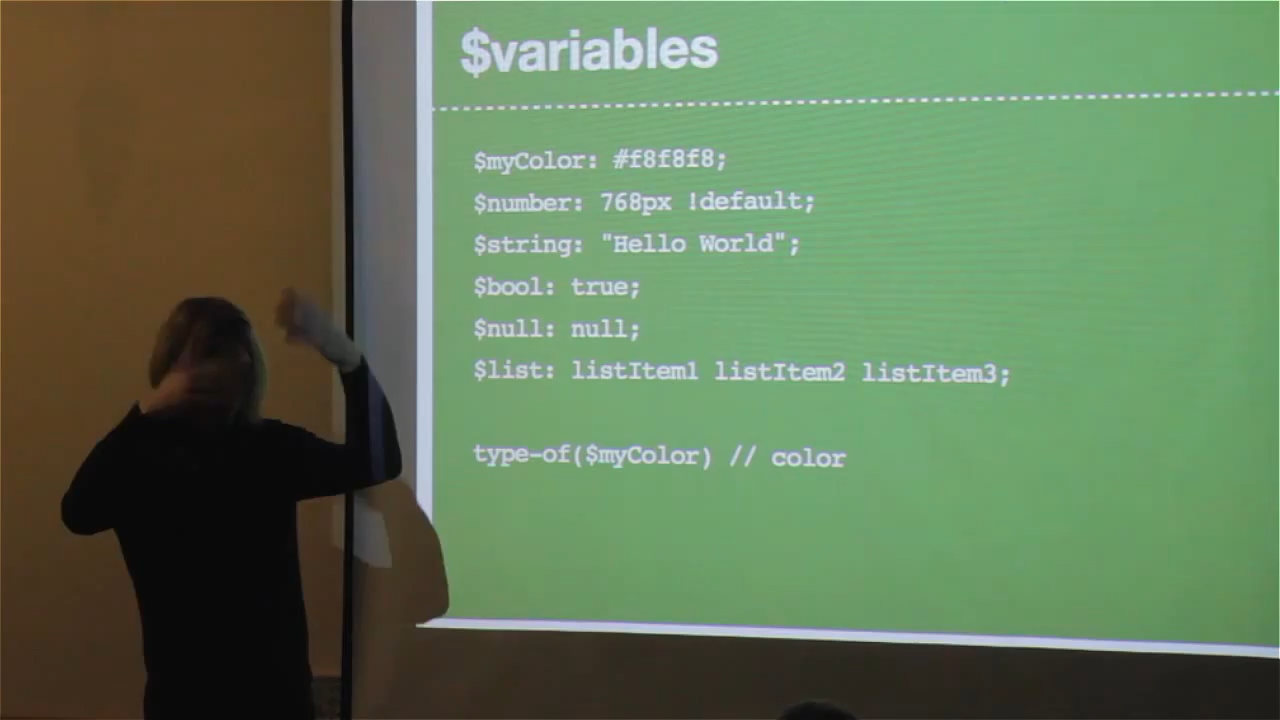 $variables
$myColor: #f8f8f8;
$number: 768px !default;
$string: "Hello World";
$bool: true;
$null: null;
$list: listItem1 listItem2 listItem3;
type-of($myColor) // color